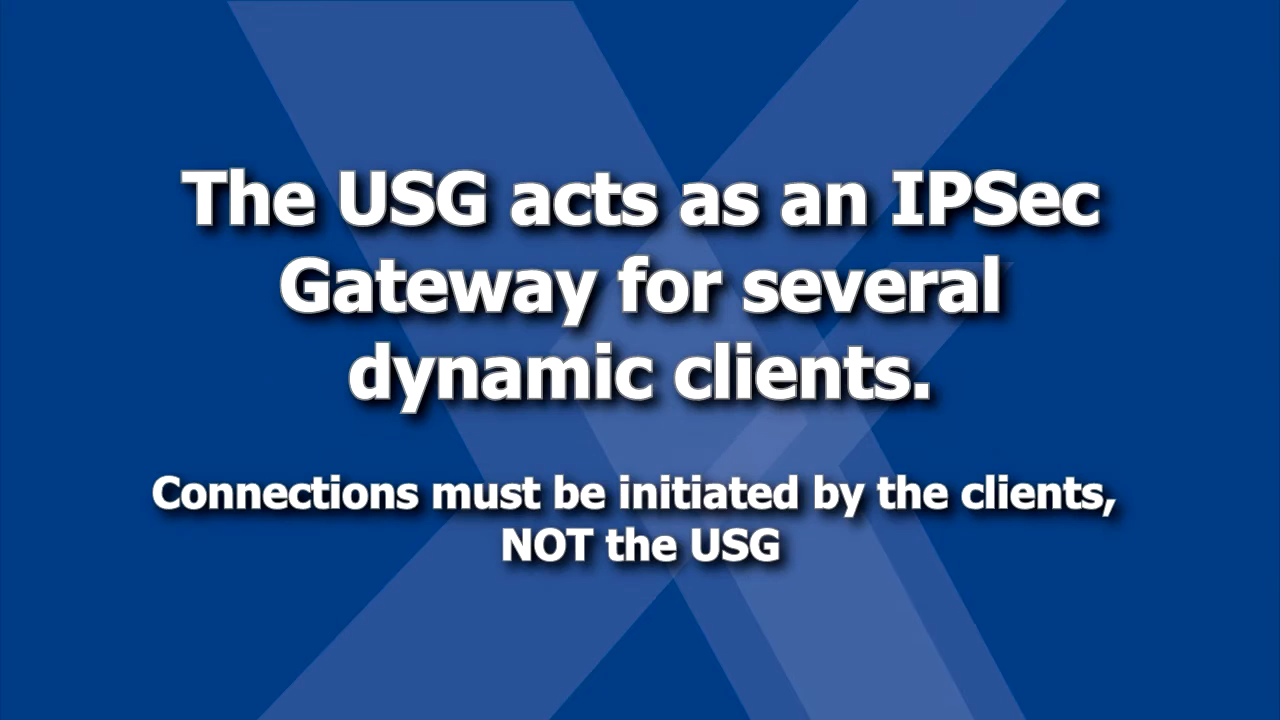 The USG acts as an IPSec
Gateway for several
dynamic clients.
Connections must be initiated by the clients,
NOT the USG